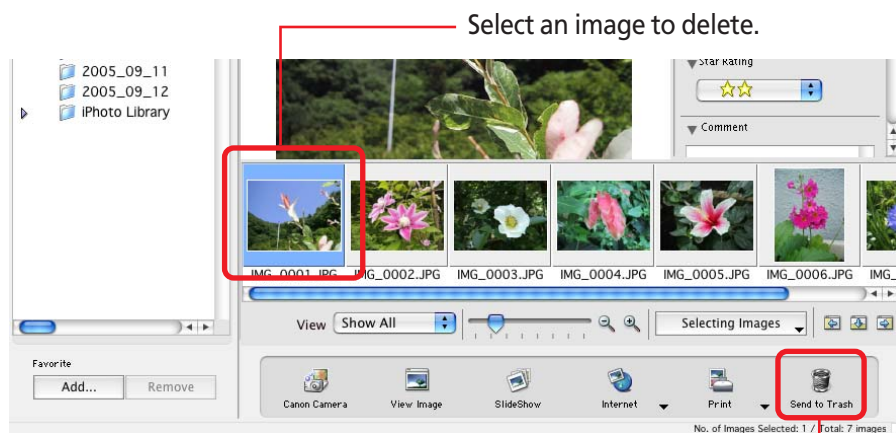 Select an image to delete.
2005_09_11
2005_09_12
iPhoto Library
Star Rating
Comment
IMG_0001.JPG
IMG_0002.JPG
IMG_0003.JPG
IMG_0004.JPG
IMG_0005.JPG
IMG_0006.JPG
IMG_
View Show All
Selecting Images
Favorite
Add... Remove
Canon Camera
View Image
SlideShow
Internet
Print
Send to Trash
No. of Images Selected: 1 / Total: 7 images